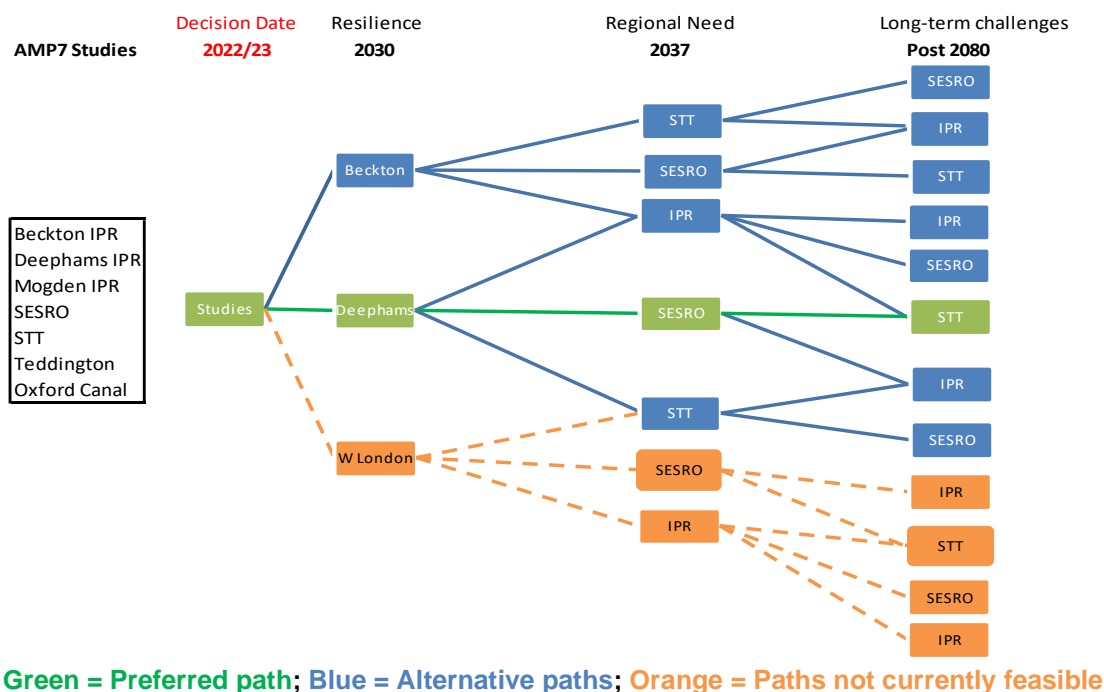 Decision Date
Resilience
Regional Need
Long-term challenges
AMP7 Studies
2022/23
2030
2037
Post 2080
SESRO
STT
IPR
Beckton
SESRO
STT
IPR
IPR
SESRO
Beckton IPR
Deephams IPR
Mogden IPR
SESRO
STT
Teddington
Oxford Canal
Studies
Deephams
SESRO
STT
IPR
STT
SESRO
W London
SESRO
IPR
IPR
STT
SESRO
IPR
Green = Preferred path; Blue = Alternative paths; Orange = Paths not currently feasible